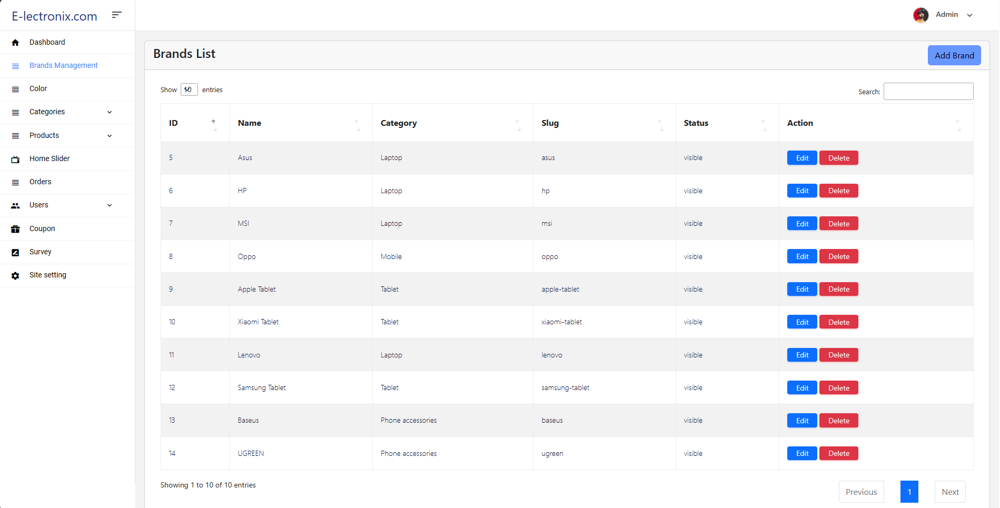 E-lectronix.com
Admin
Dashboard
Brands Management
Color
Categories
Products
Home Slider
Orders
Users
Coupon
Survey
Site setting
Brands List
Add Brand
Show 10 entries
Search:
ID Name Category Slug Status Action
5 Asus Laptop asus visible Edit Delete
6 HP Laptop hp visible Edit Delete
7 MSI Laptop msi visible Edit Delete
8 Oppo Mobile oppo visible Edit Delete
9 Apple Tablet Tablet apple-tablet visible Edit Delete
10 Xiaomi Tablet Tablet xiaomi-tablet visible Edit Delete
11 Lenovo Laptop lenovo visible Edit Delete
12 Samsung Tablet Tablet samsung-tablet visible Edit Delete
13 Baseus Phone accessories baseus visible Edit Delete
14 UGREEN Phone accessories ugreen visible Edit Delete
Showing 1 to 10 of 10 entries
Previous 1 Next